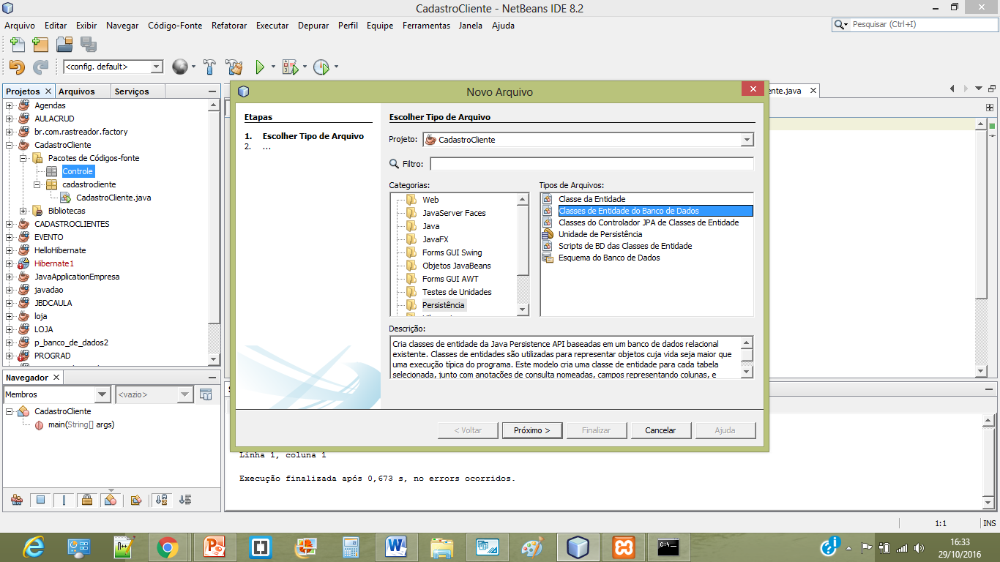 CadastroCliente - NetBeans IDE 8.2
Arquivo Editar Exibir Navegar Código-Fonte Refatorar Executar Depurar Perfil Equipe Ferramentas Janela Ajuda
Pesquisar (Ctrl+I)
<config. default>
Projetos Arquivos Serviços
ente.java
Agendas
AULACRUD
br.com.rastreador.factory
CadastroCliente
Pacotes de Códigos-fonte
Controle
cadastrocliente
CadastroCliente.java
Bibliotecas
CADASTROCLIENTES
EVENTO
HelloHibernate
Hibernate1
JavaApplicationEmpresa
javadao
JBDCAULA
loja
LOJA
p_banco_de_dados2
PROGRAD
Navegador
Membros <vazio>
CadastroCliente
main(String[] args)
Novo Arquivo
Etapas
1. Escolher Tipo de Arquivo
2. ...
Escolher Tipo de Arquivo
Projeto: CadastroCliente
Filtro:
Categorias:
Web
JavaServer Faces
Java
JavaFX
Forms GUI Swing
Objetos JavaBeans
Forms GUI AWT
Testes de Unidades
Persistência
Tipos de Arquivos:
Classe da Entidade
Classes de Entidade do Banco de Dados
Classes do Controlador JPA de Classes de Entidade
Unidade de Persistência
Scripts de BD das Classes de Entidade
Esquema do Banco de Dados
Descrição:
Cria classes de entidade da Java Persistence API baseadas em um banco de dados relacional
existente. Classes de entidades são utilizadas para representar objetos cuja vida seja maior que
uma execução típica do programa. Este modelo cria uma classe de entidade para cada tabela
selecionada, junto com anotações de consulta nomeadas, campos representando colunas, e
< Voltar Próximo > Finalizar Cancelar Ajuda
Linha 1, coluna 1
Execução finalizada após 0,673 s, no errors ocorridos.
1:1 INS
16:33
29/10/2016